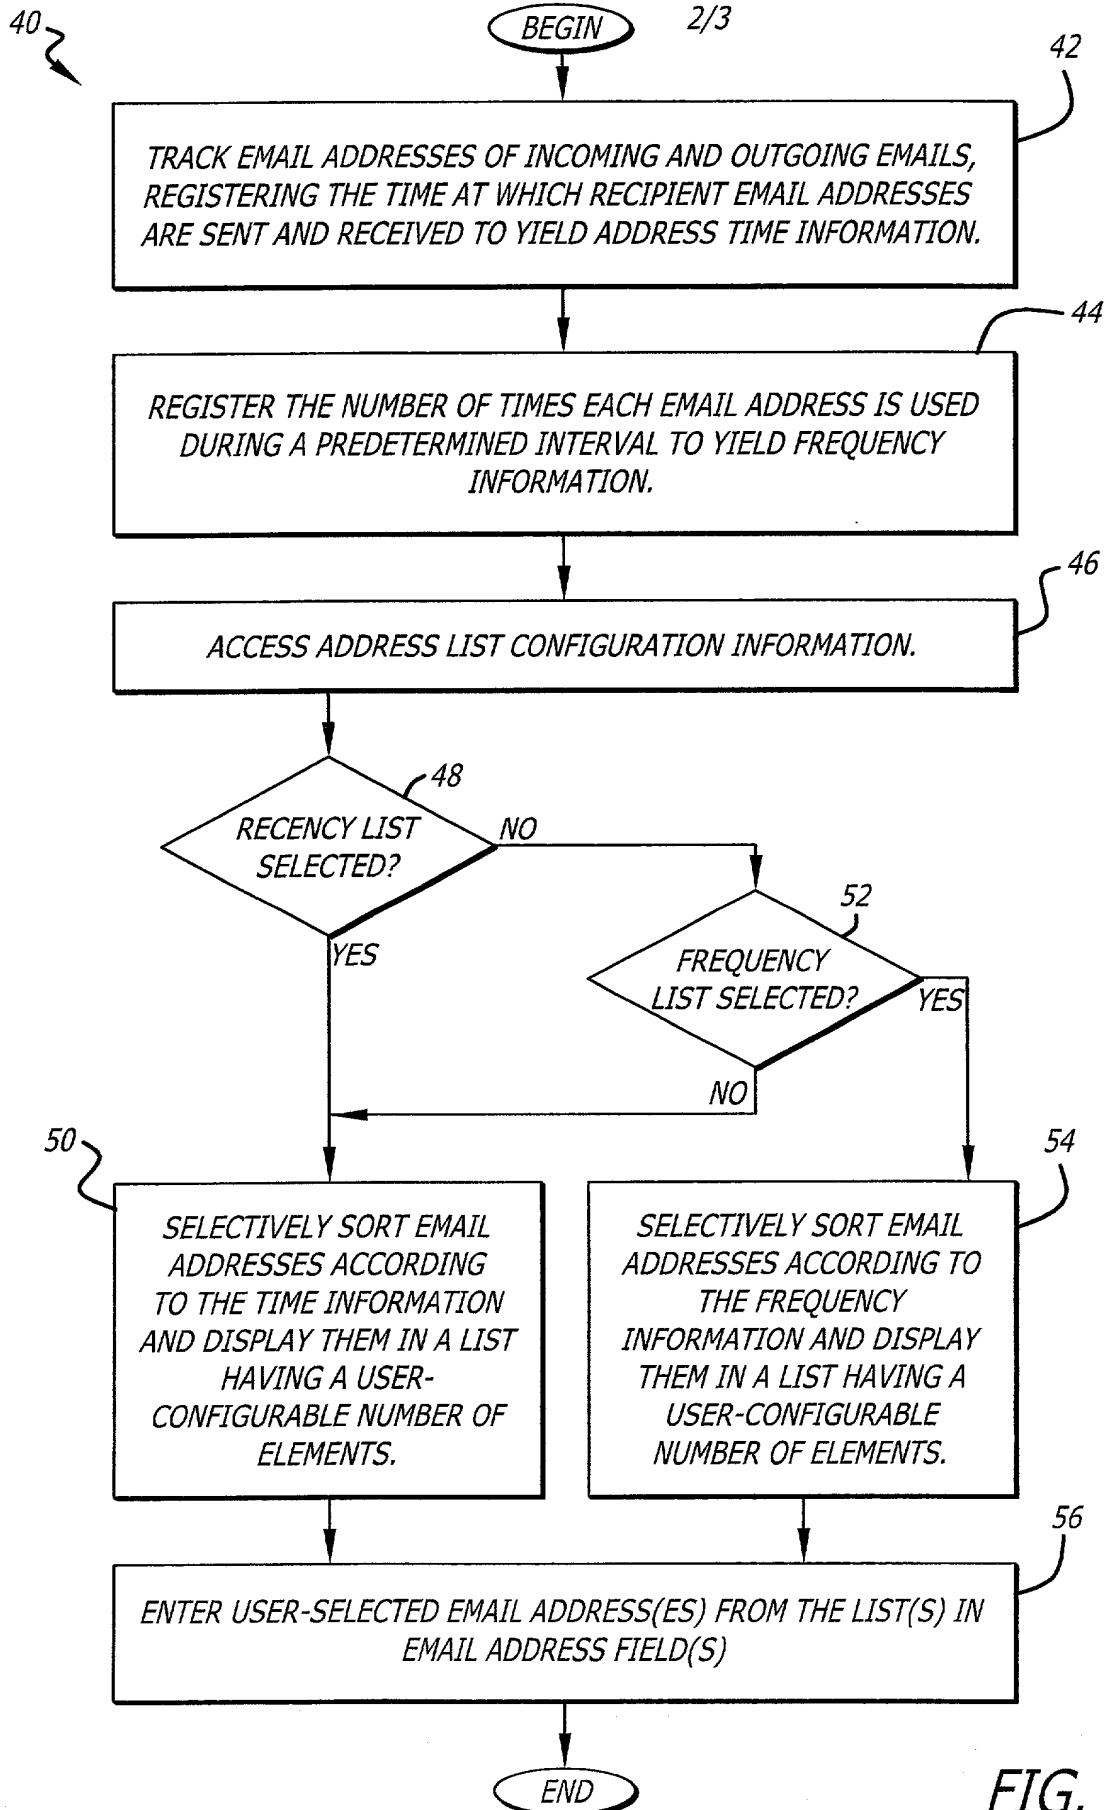 40
BEGIN
2/3
42
TRACK EMAIL ADDRESSES OF INCOMING AND OUTGOING EMAILS,
REGISTERING THE TIME AT WHICH RECIPIENT EMAIL ADDRESSES
ARE SENT AND RECEIVED TO YIELD ADDRESS TIME INFORMATION.
44
REGISTER THE NUMBER OF TIMES EACH EMAIL ADDRESS IS USED
DURING A PREDETERMINED INTERVAL TO YIELD FREQUENCY
INFORMATION.
46
ACCESS ADDRESS LIST CONFIGURATION INFORMATION.
48
RECENCY LIST
SELECTED?
NO
YES
52
FREQUENCY
LIST SELECTED?
YES
NO
50
SELECTIVELY SORT EMAIL
ADDRESSES ACCORDING
TO THE TIME INFORMATION
AND DISPLAY THEM IN A LIST
HAVING A USER-
CONFIGURABLE NUMBER OF
ELEMENTS.
54
SELECTIVELY SORT EMAIL
ADDRESSES ACCORDING TO
THE FREQUENCY
INFORMATION AND DISPLAY
THEM IN A LIST HAVING A
USER-CONFIGURABLE
NUMBER OF ELEMENTS.
56
ENTER USER-SELECTED EMAIL ADDRESS(ES) FROM THE LIST(S) IN
EMAIL ADDRESS FIELD(S)
END
FIG.